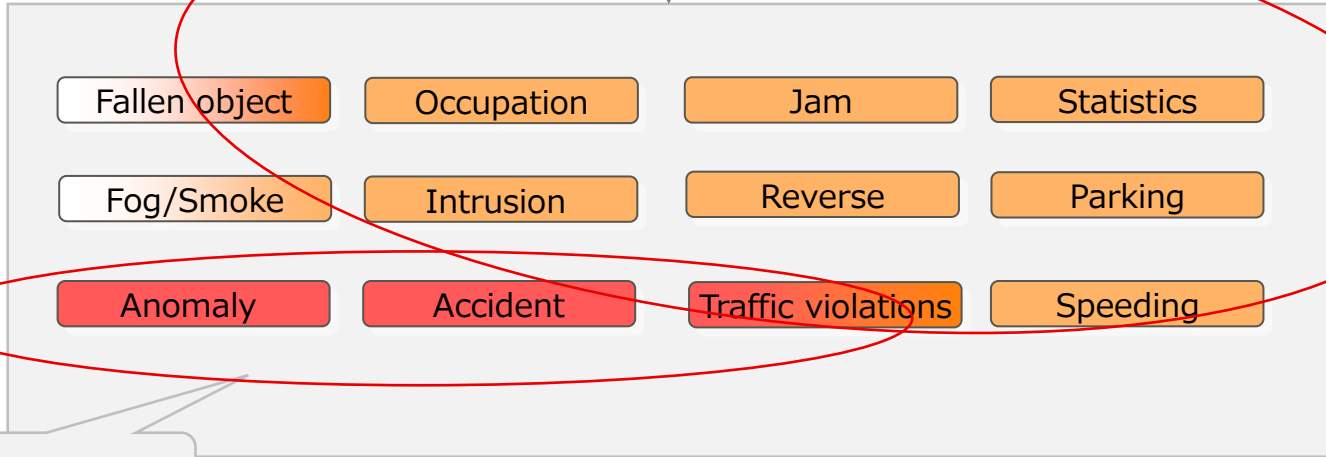 Fallen object
Occupation
Jam
Statistics
Fog/Smoke
Intrusion
Reverse
Parking
Anomaly
Accident
Traffic violations
Speeding